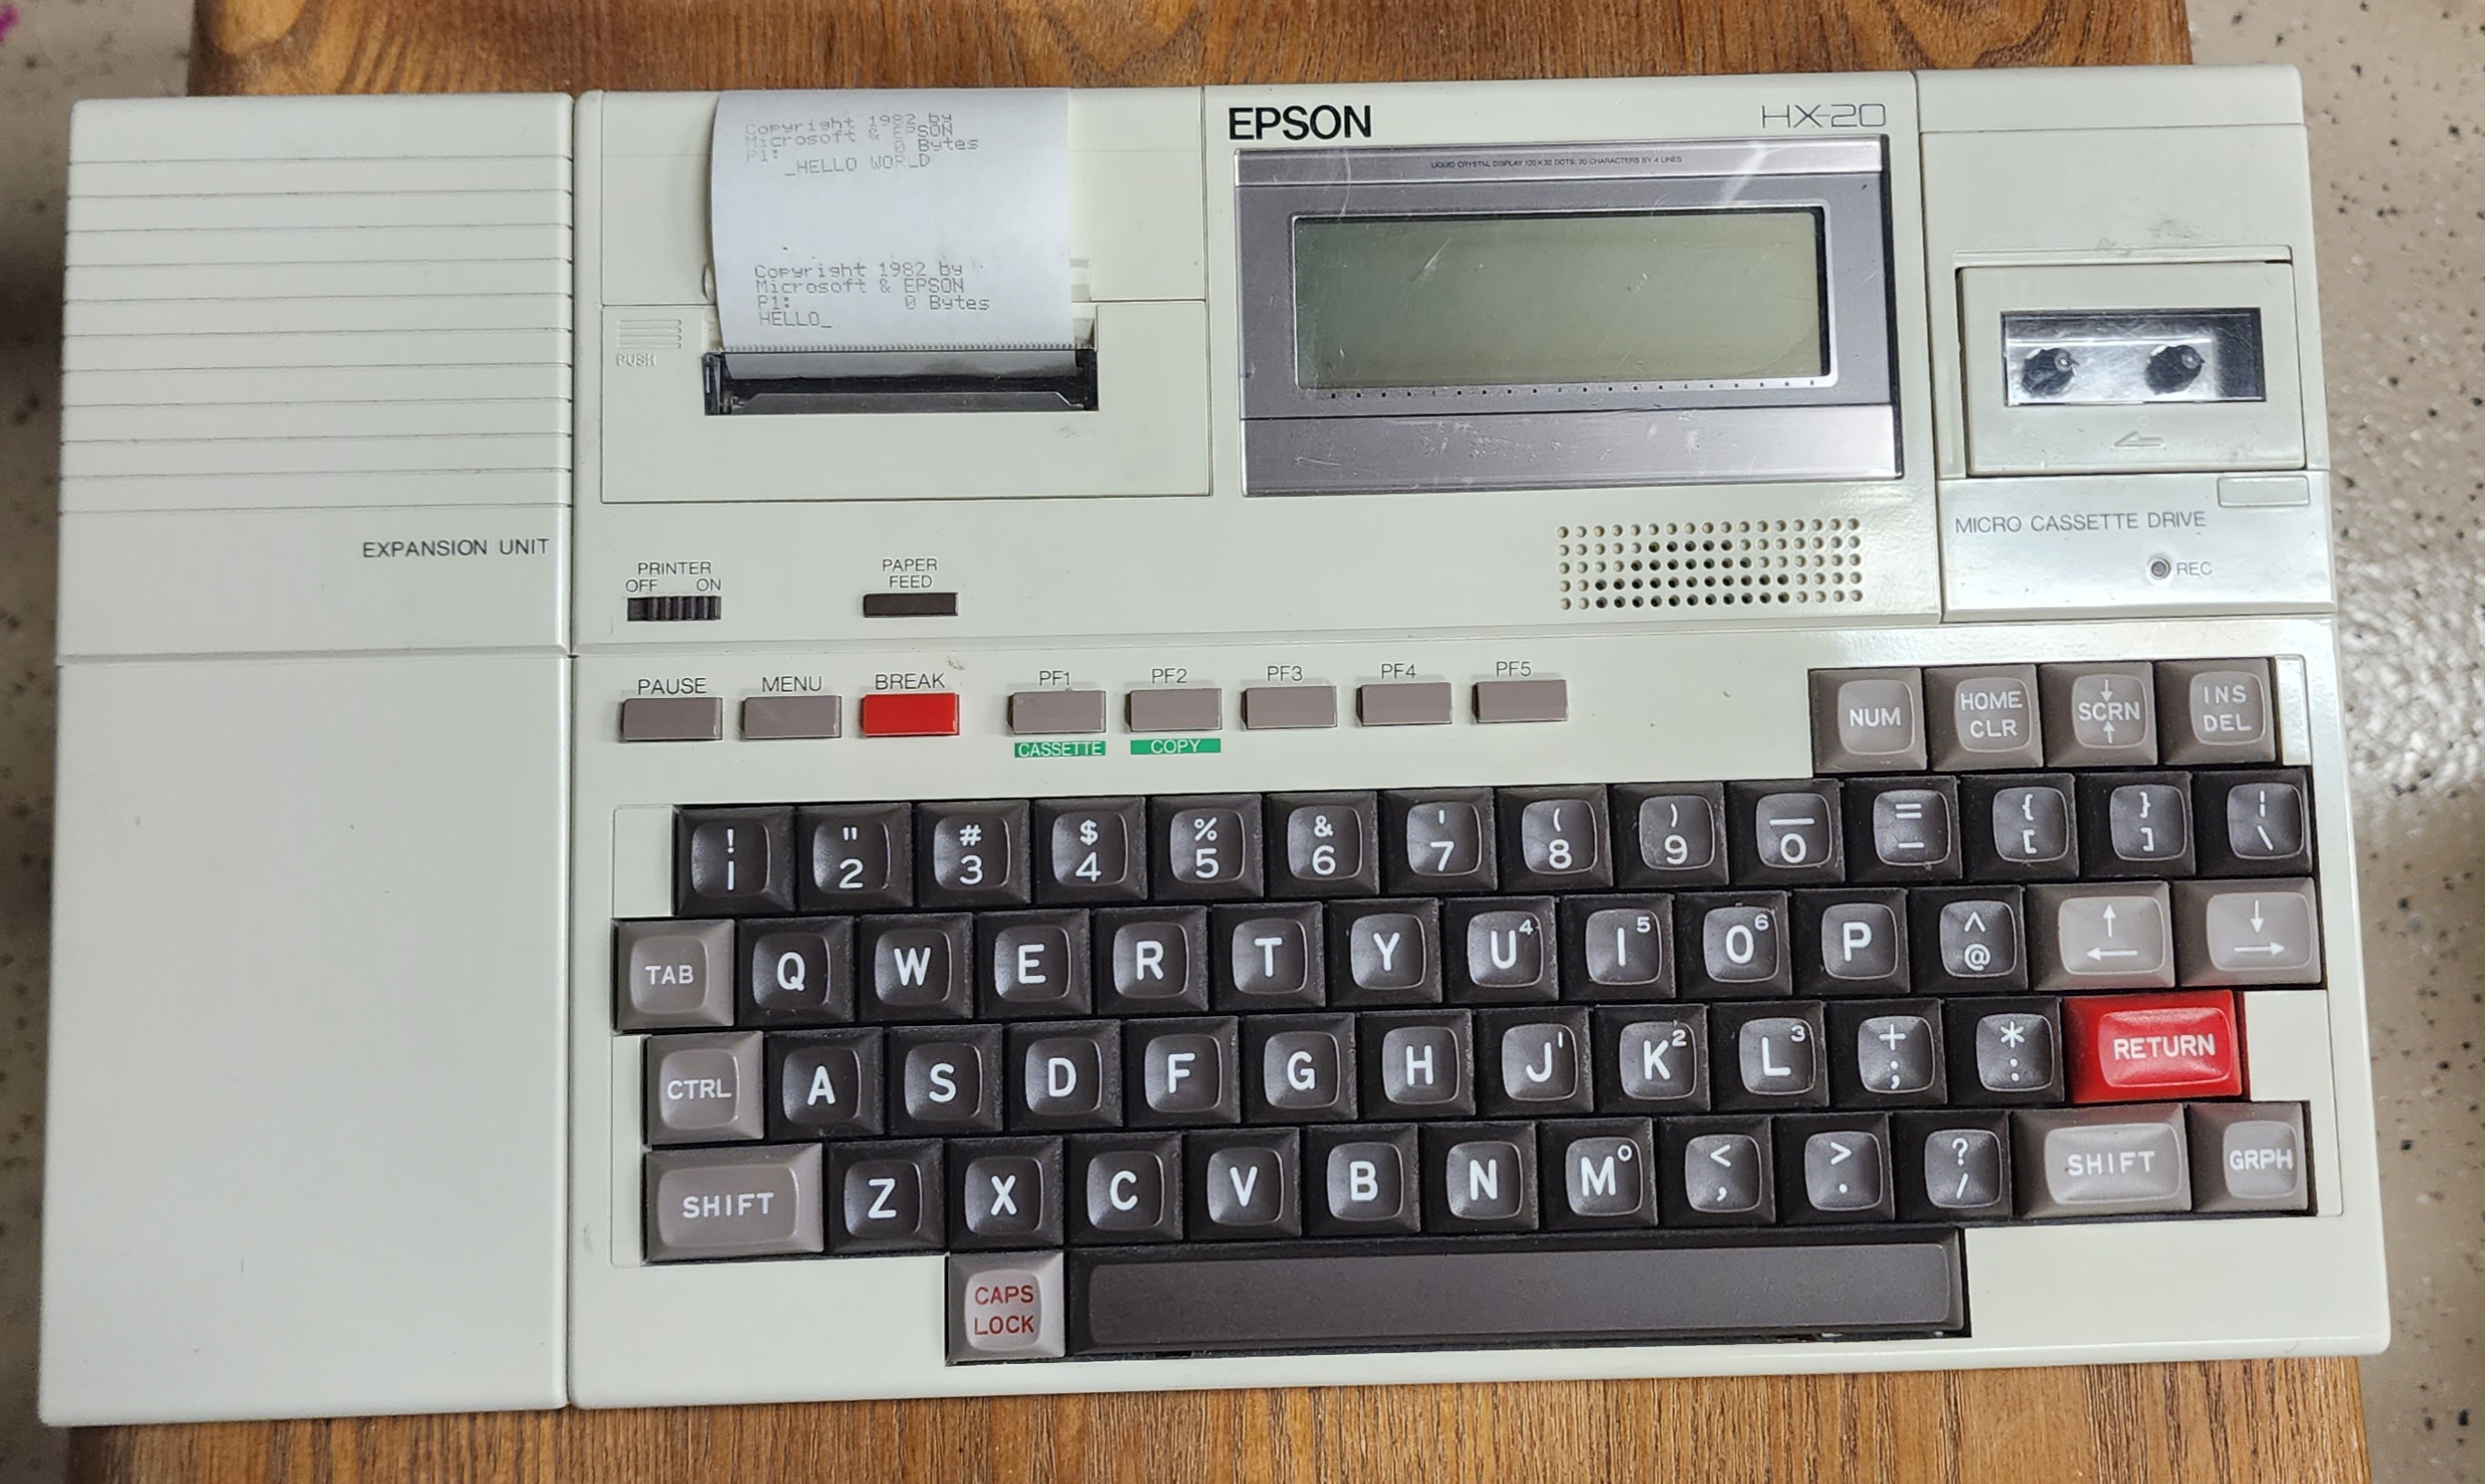 Copyright 1982 by
Microsoft & EPSON
P1: 0 Bytes
_HELLO WORLD
Copyright 1982 by
Microsoft & EPSON
P1: 0 Bytes
HELLO_
PUSH
EPSON HX-20
LIQUID CRYSTAL DISPLAY 120×32 DOTS, 20 CHARACTERS BY 4 LINES
MICRO CASSETTE DRIVE
REC
EXPANSION UNIT
PRINTER
OFF ON
PAPER
FEED
PAUSE MENU BREAK PF1 PF2 PF3 PF4 PF5
CASSETTE COPY
NUM
HOME
CLR
↓
SCRN
↑
INS
DEL
! " # $ % & ' ( ) _ = { } ¦
1 2 3 4 5 6 7 8 9 0 - [ ] \
TAB Q W E R T Y U 4 I 5 O 6 P ^ @ ↑ ← ↓ →
CTRL A S D F G H J 1 K 2 L 3 + ; * : RETURN
SHIFT Z X C V B N M 0 < , > . ? / SHIFT GRPH
CAPS
LOCK